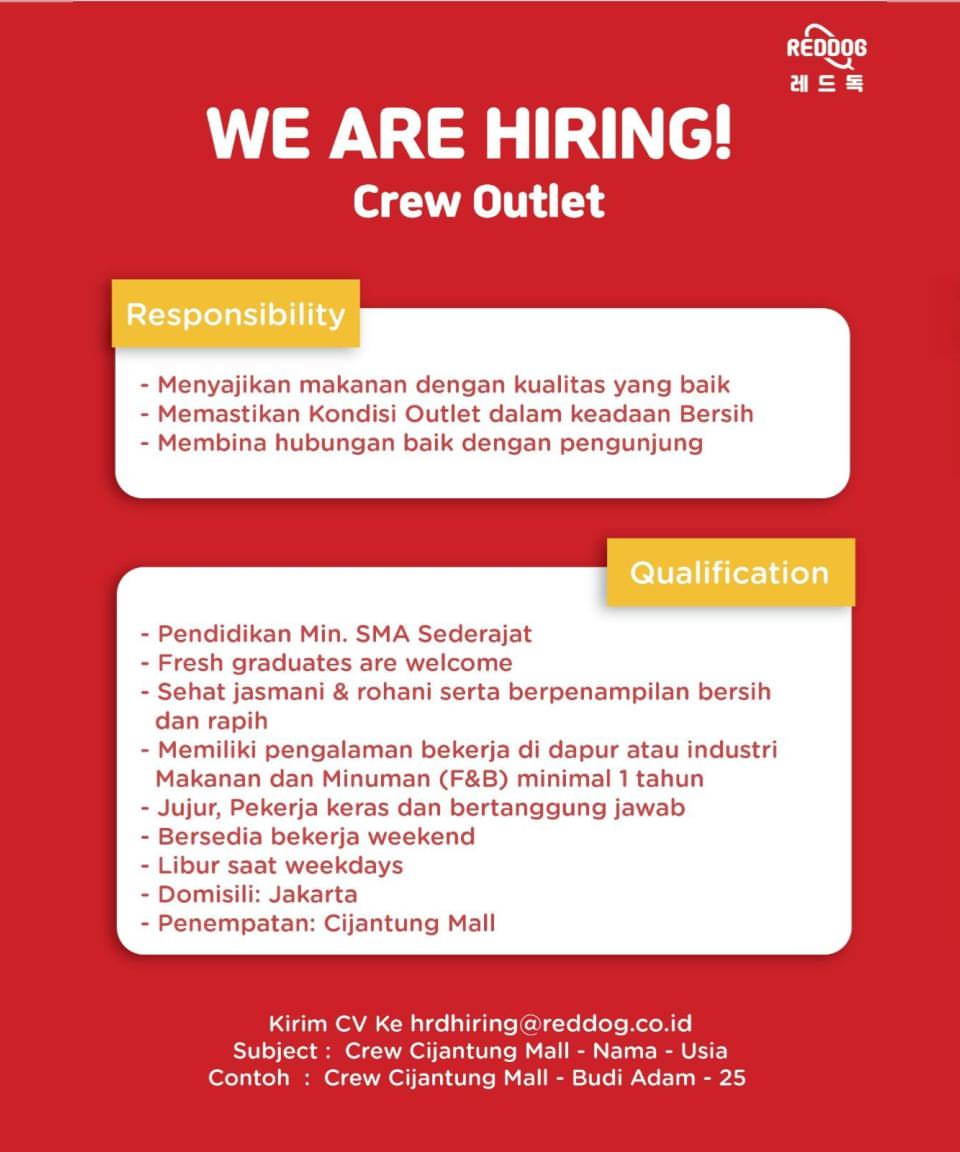 REDDOG
레드독
WE ARE HIRING!
Crew Outlet
Responsibility
- Menyajikan makanan dengan kualitas yang baik
- Memastikan Kondisi Outlet dalam keadaan Bersih
- Membina hubungan baik dengan pengunjung
Qualification
- Pendidikan Min. SMA Sederajat
- Fresh graduates are welcome
- Sehat jasmani & rohani serta berpenampilan bersih
dan rapih
- Memiliki pengalaman bekerja di dapur atau industri
Makanan dan Minuman (F&B) minimal 1 tahun
- Jujur, Pekerja keras dan bertanggung jawab
- Bersedia bekerja weekend
- Libur saat weekdays
- Domisili: Jakarta
- Penempatan: Cijantung Mall
Kirim CV Ke hrdhiring@reddog.co.id
Subject : Crew Cijantung Mall - Nama - Usia
Contoh : Crew Cijantung Mall - Budi Adam - 25